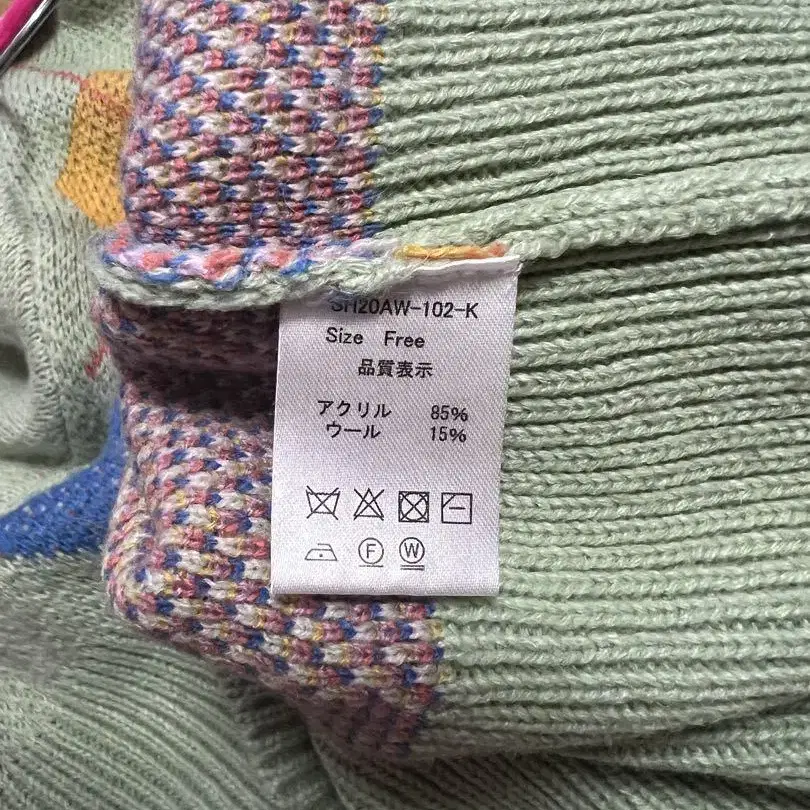 SH20AW-102-K
Size Free
品質表示
アクリル 85%
ウール 15%
F W